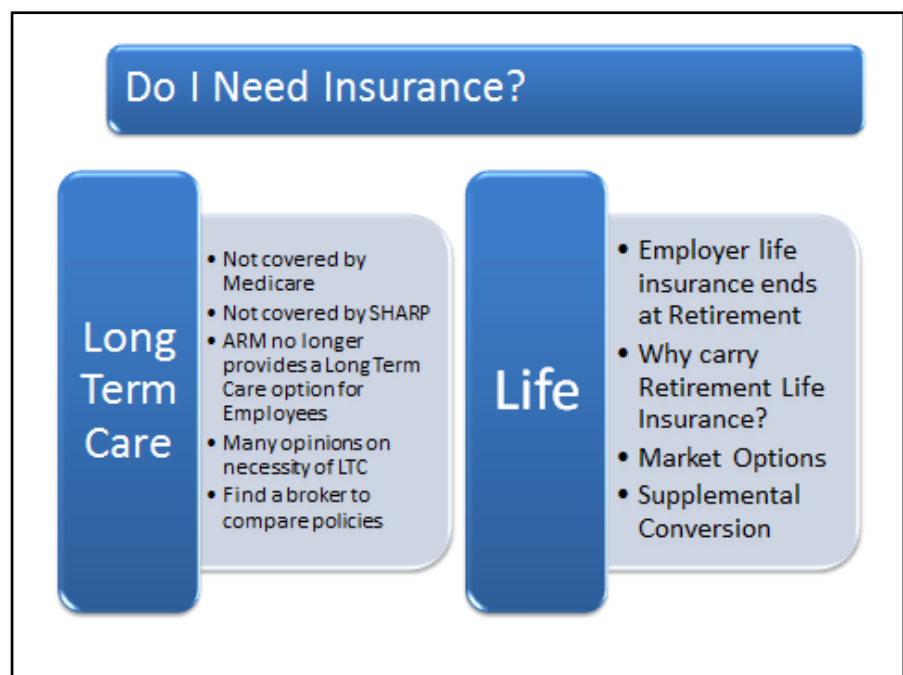 Do I Need Insurance?
Long
Term
Care
• Not covered by
Medicare
• Not covered by SHARP
• ARM no longer
provides a Long Term
Care option for
Employees
• Many opinions on
necessity of LTC
• Find a broker to
compare policies
Life
• Employer life
insurance ends
at Retirement
• Why carry
Retirement Life
Insurance?
• Market Options
• Supplemental
Conversion